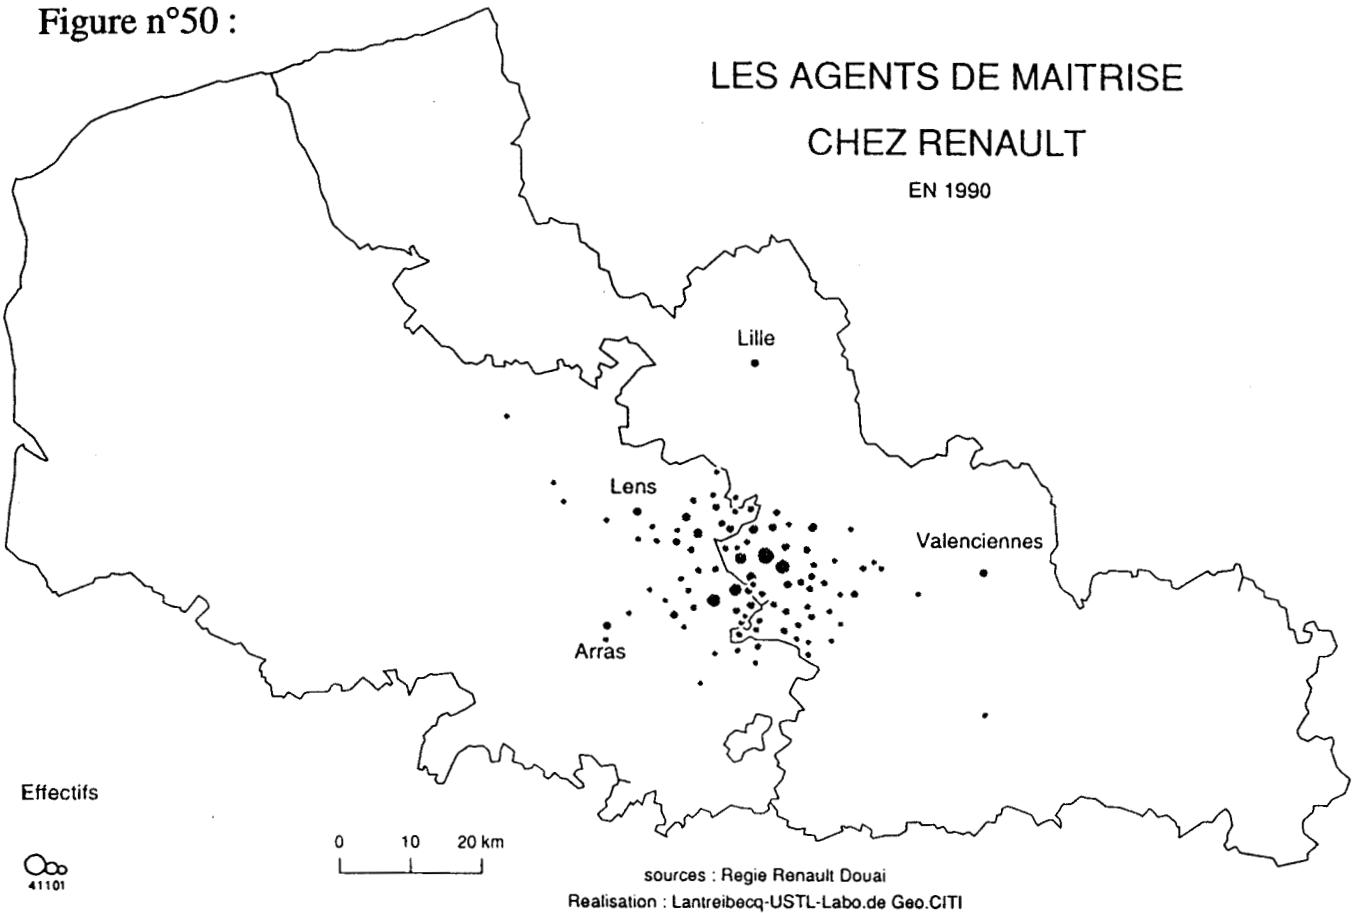 Figure n°50 :
LES AGENTS DE MAITRISE
CHEZ RENAULT
EN 1990
Lille
Lens
Valenciennes
Arras
Effectifs
41101
0 10 20 km
sources : Regie Renault Douai
Realisation : Lantreibecq-USTL-Labo.de Geo.CITI